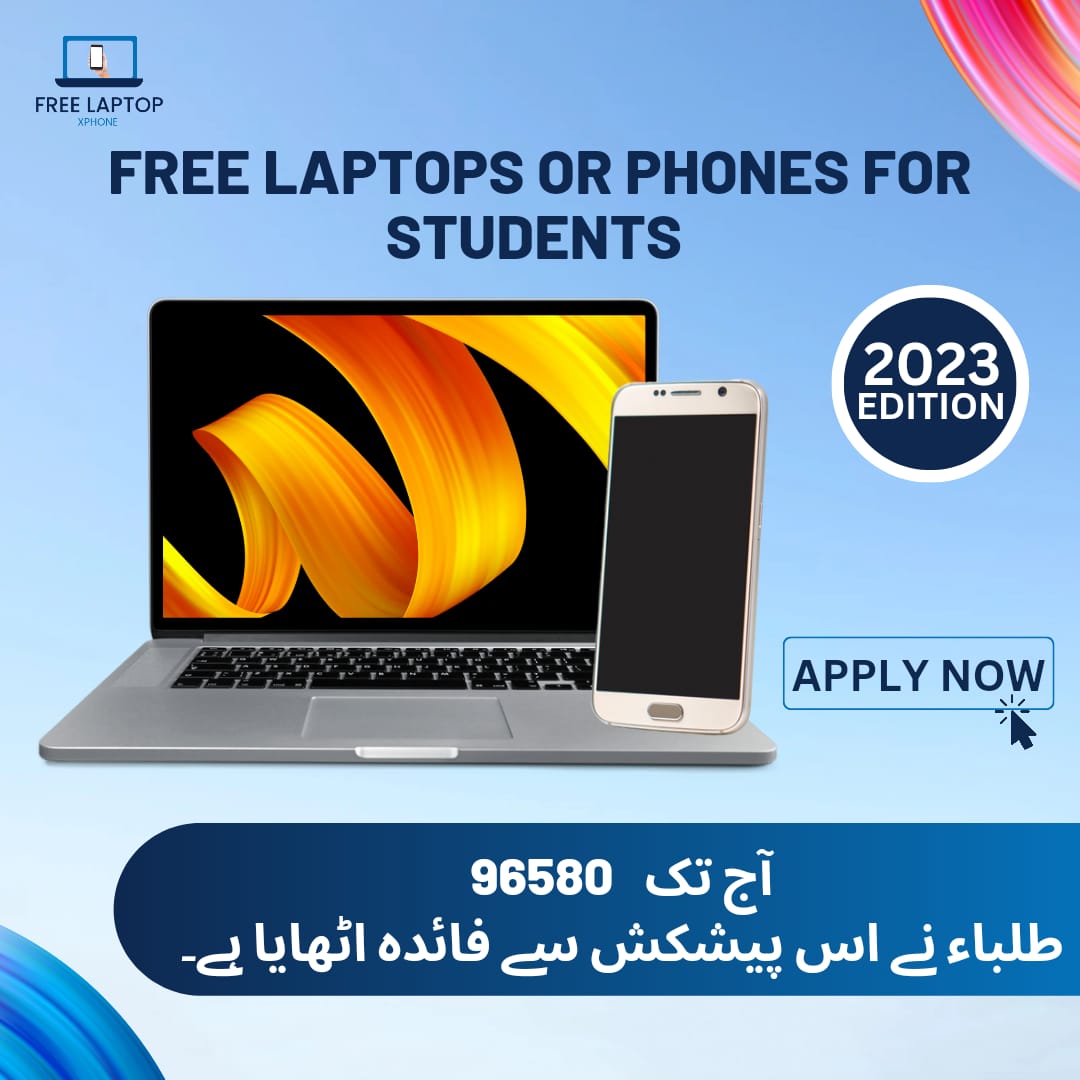 FREE LAPTOP
XPHONE
FREE LAPTOPS OR PHONES FOR
STUDENTS
2023
EDITION
APPLY NOW
آج تک 96580
طلباء نے اس پیشکش سے فائدہ اٹھایا ہے۔